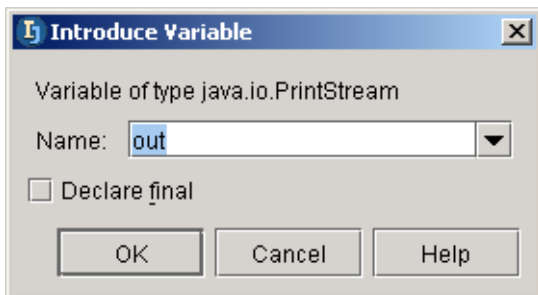 Introduce Variable
Variable of type java.io.PrintStream
Name: out
Declare final
OK Cancel Help